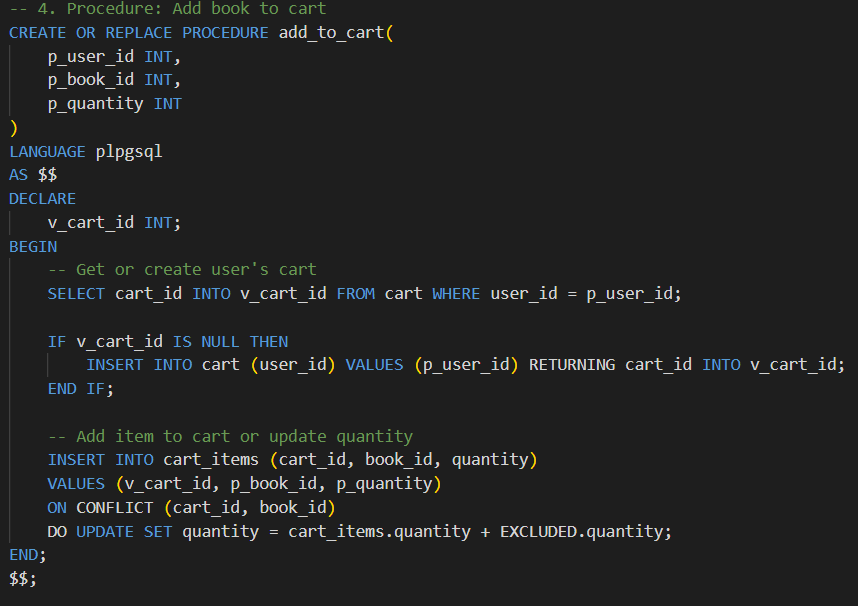 -- 4. Procedure: Add book to cart
CREATE OR REPLACE PROCEDURE add_to_cart(
    p_user_id INT,
    p_book_id INT,
    p_quantity INT
)
LANGUAGE plpgsql
AS $$
DECLARE
    v_cart_id INT;
BEGIN
    -- Get or create user's cart
    SELECT cart_id INTO v_cart_id FROM cart WHERE user_id = p_user_id;

    IF v_cart_id IS NULL THEN
        INSERT INTO cart (user_id) VALUES (p_user_id) RETURNING cart_id INTO v_cart_id;
    END IF;

    -- Add item to cart or update quantity
    INSERT INTO cart_items (cart_id, book_id, quantity)
    VALUES (v_cart_id, p_book_id, p_quantity)
    ON CONFLICT (cart_id, book_id)
    DO UPDATE SET quantity = cart_items.quantity + EXCLUDED.quantity;
END;
$$;